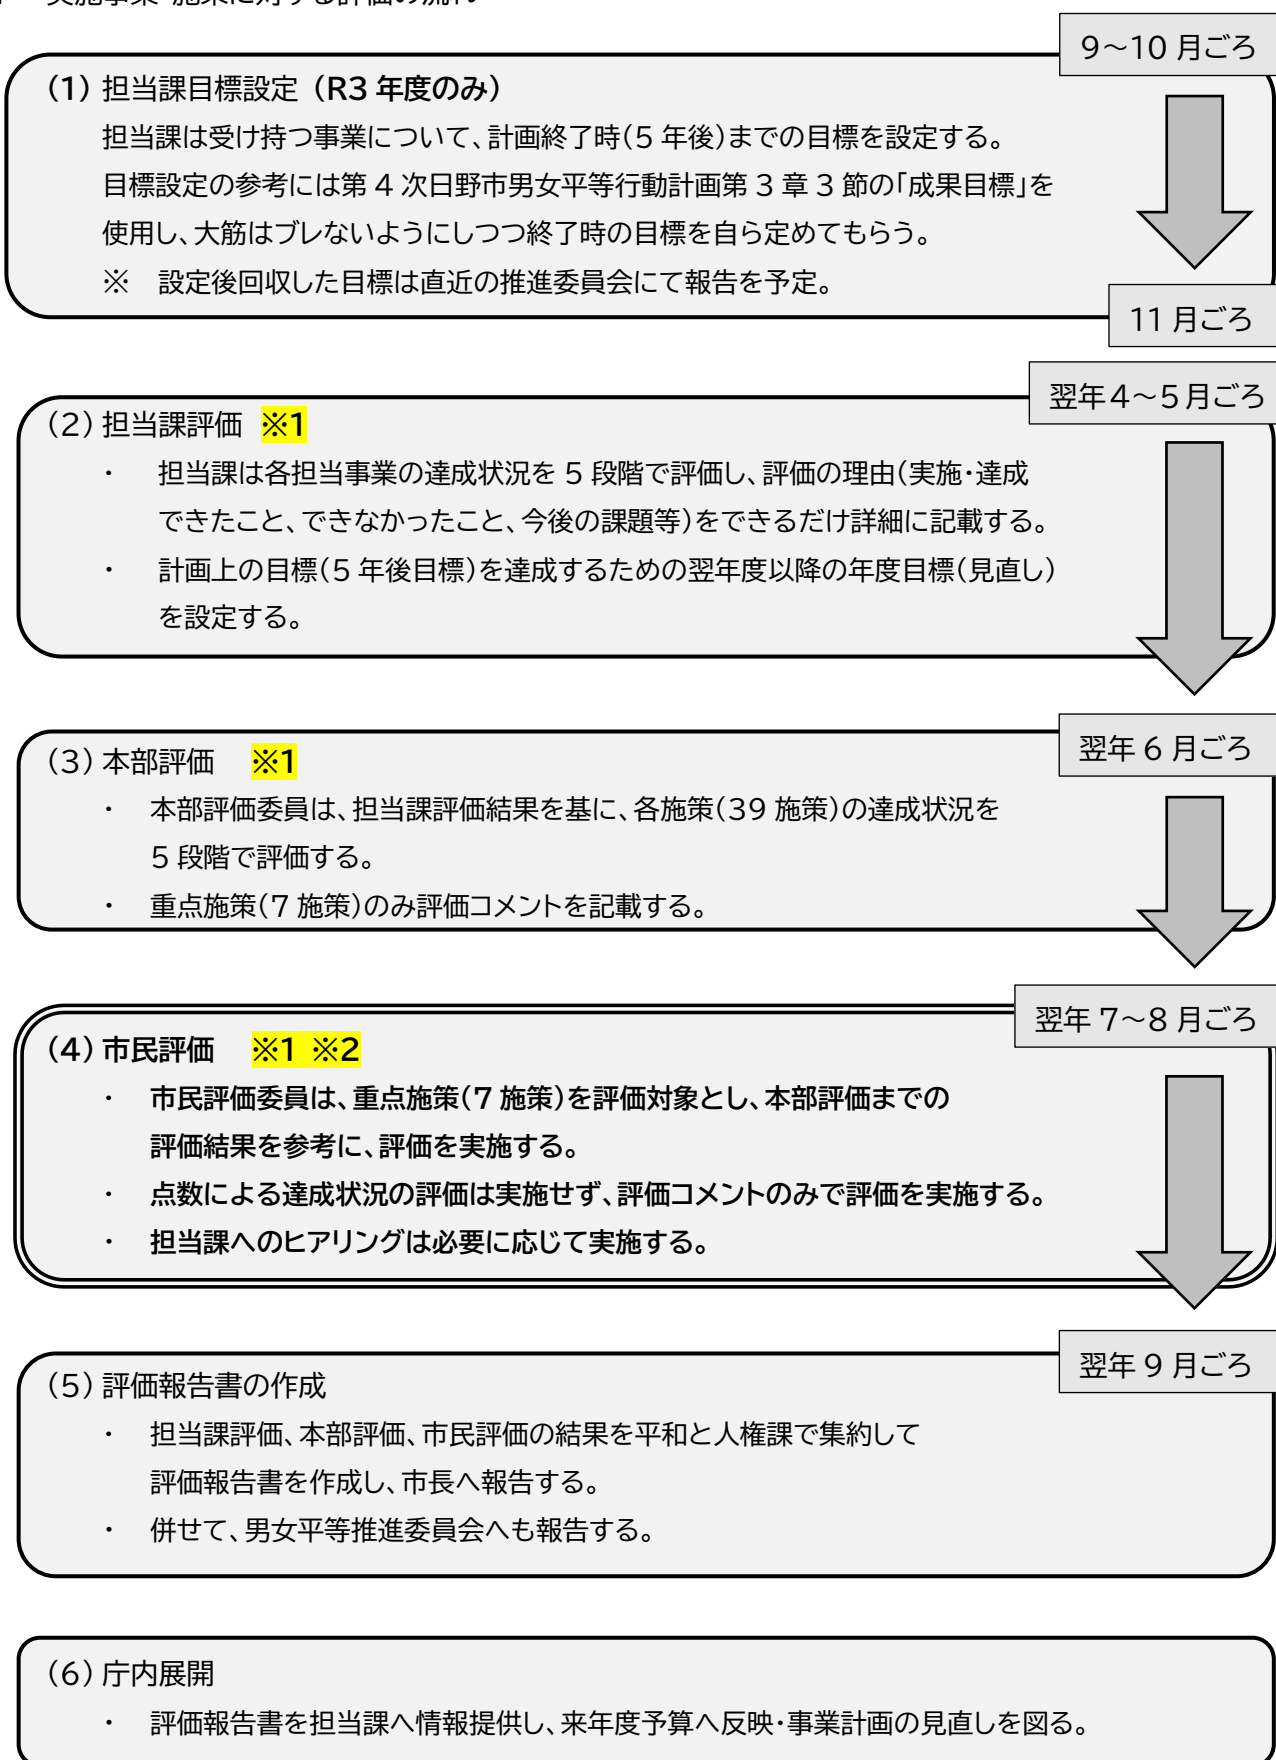 9～10 月ごろ
(1) 担当課目標設定 (R3 年度のみ)
担当課は受け持つ事業について、計画終了時(5 年後)までの目標を設定する。
目標設定の参考には第 4 次日野市男女平等行動計画第 3 章 3 節の「成果目標」を
使用し、大筋はブレないようにしつつ終了時の目標を自ら定めてもらう。
※　設定後回収した目標は直近の推進委員会にて報告を予定。
11 月ごろ
翌年4～5月ごろ
(2) 担当課評価 ※1
・　担当課は各担当事業の達成状況を 5 段階で評価し、評価の理由(実施・達成
できたこと、できなかったこと、今後の課題等)をできるだけ詳細に記載する。
・　計画上の目標(5 年後目標)を達成するための翌年度以降の年度目標(見直し)
を設定する。
翌年 6 月ごろ
(3) 本部評価　※1
・　本部評価委員は、担当課評価結果を基に、各施策(39 施策)の達成状況を
5 段階で評価する。
・　重点施策(7 施策)のみ評価コメントを記載する。
翌年 7～8 月ごろ
(4) 市民評価　※1 ※2
・　市民評価委員は、重点施策(7 施策)を評価対象とし、本部評価までの
評価結果を参考に、評価を実施する。
・　点数による達成状況の評価は実施せず、評価コメントのみで評価を実施する。
・　担当課へのヒアリングは必要に応じて実施する。
翌年 9 月ごろ
(5) 評価報告書の作成
・　担当課評価、本部評価、市民評価の結果を平和と人権課で集約して
評価報告書を作成し、市長へ報告する。
・　併せて、男女平等推進委員会へも報告する。
(6) 庁内展開
・　評価報告書を担当課へ情報提供し、来年度予算へ反映・事業計画の見直しを図る。